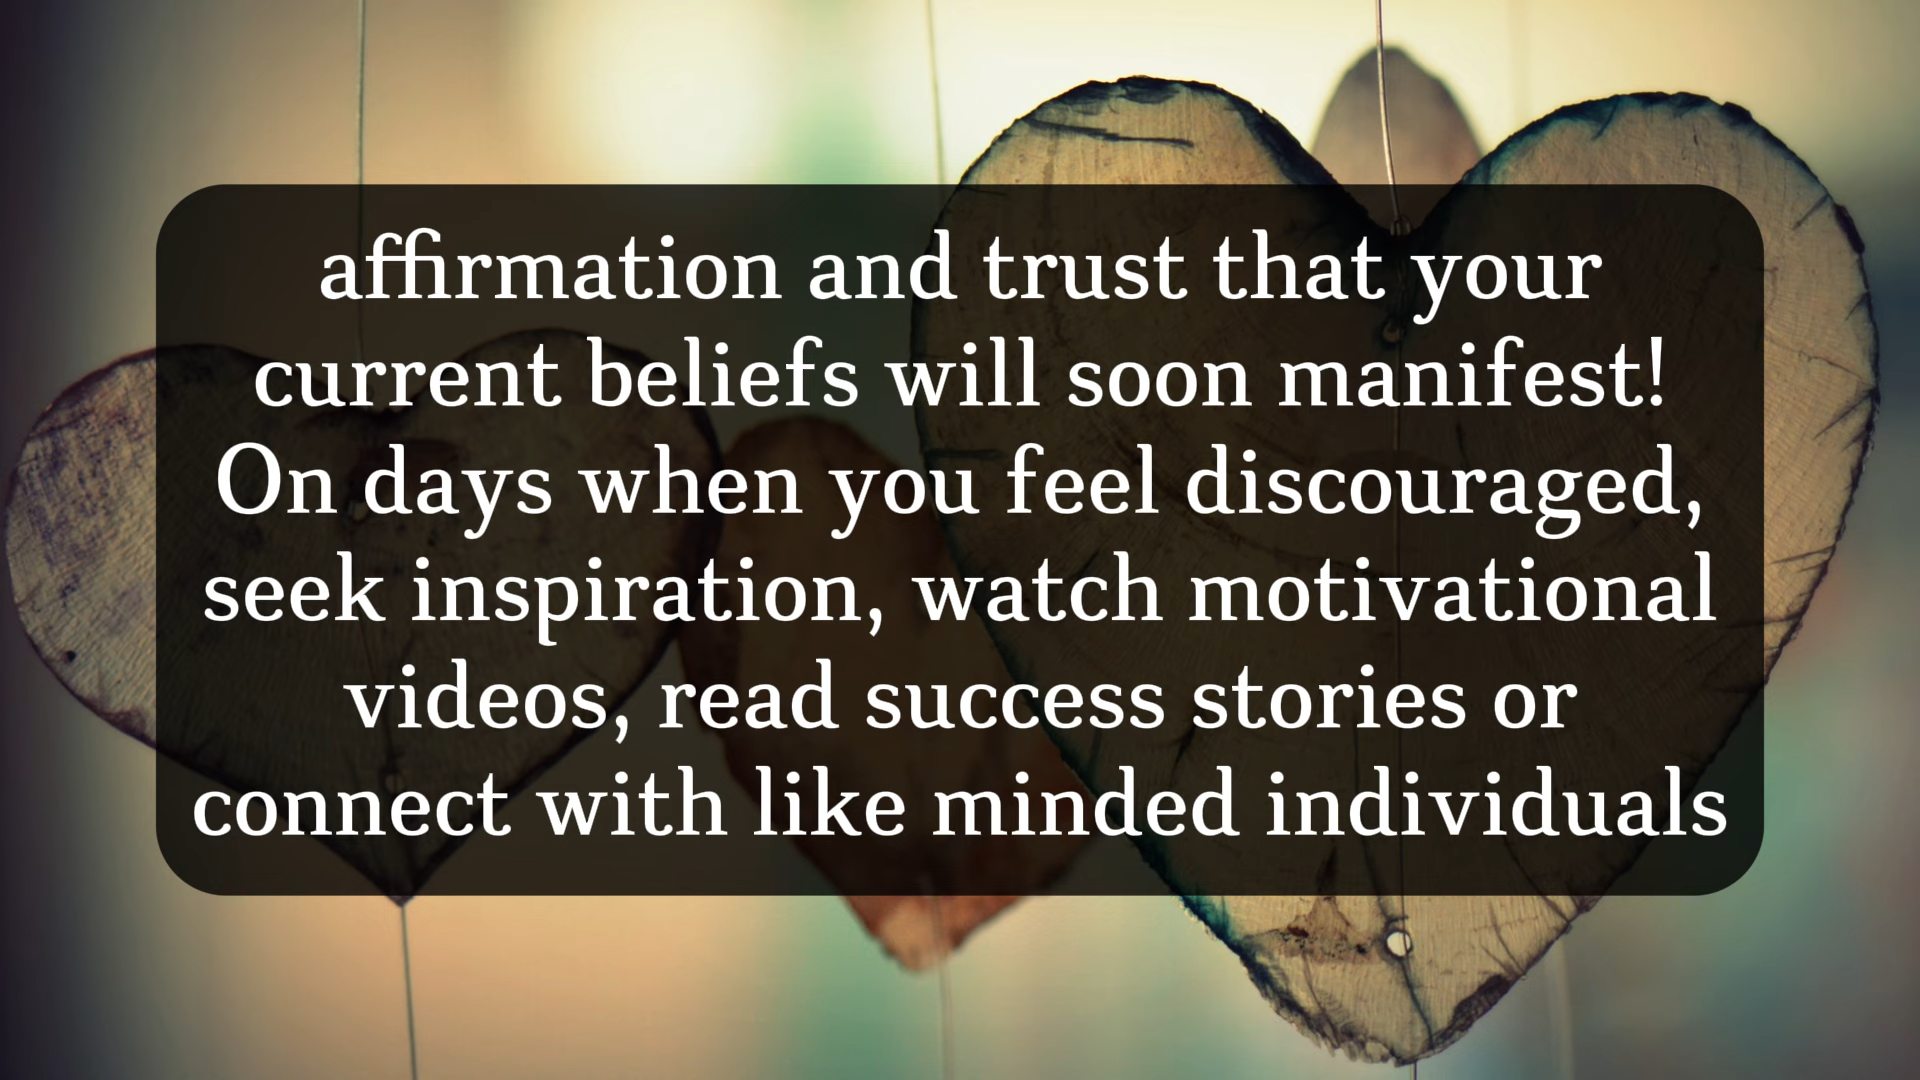 affirmation and trust that your
current beliefs will soon manifest!
On days when you feel discouraged,
seek inspiration, watch motivational
videos, read success stories or
connect with like minded individuals